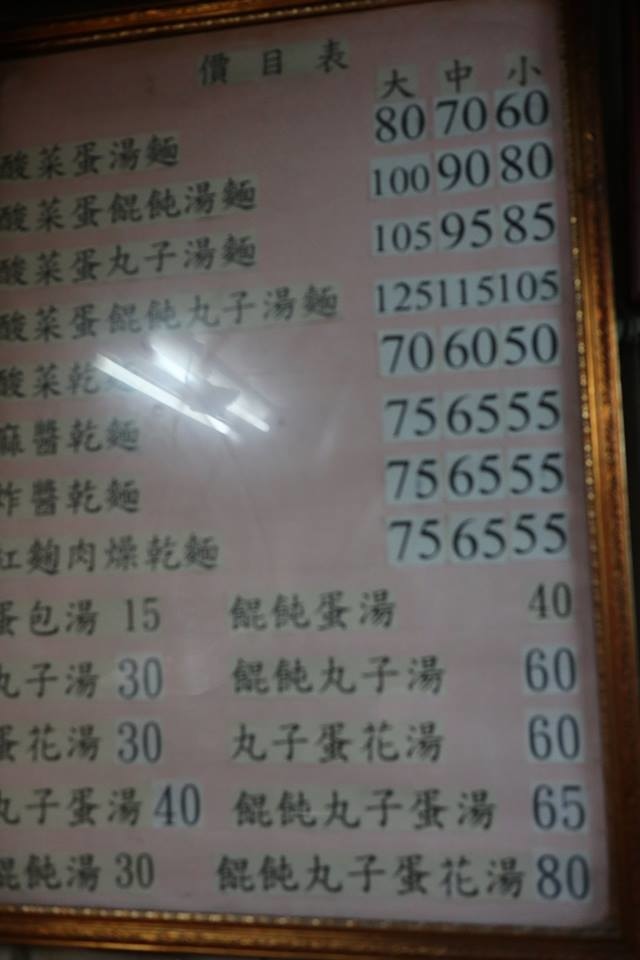 價目表
大 中 小
酸菜蛋湯麵 80 70 60
酸菜蛋餛飩湯麵 100 90 80
酸菜蛋丸子湯麵 105 95 85
酸菜蛋餛飩丸子湯麵 125 115 105
酸菜乾麵 70 60 50
麻醬乾麵 75 65 55
炸醬乾麵 75 65 55
紅麴肉燥乾麵 75 65 55
蛋包湯 15 餛飩蛋湯 40
丸子湯 30 餛飩丸子湯 60
蛋花湯 30 丸子蛋花湯 60
丸子蛋湯 40 餛飩丸子蛋湯 65
餛飩湯 30 餛飩丸子蛋花湯 80